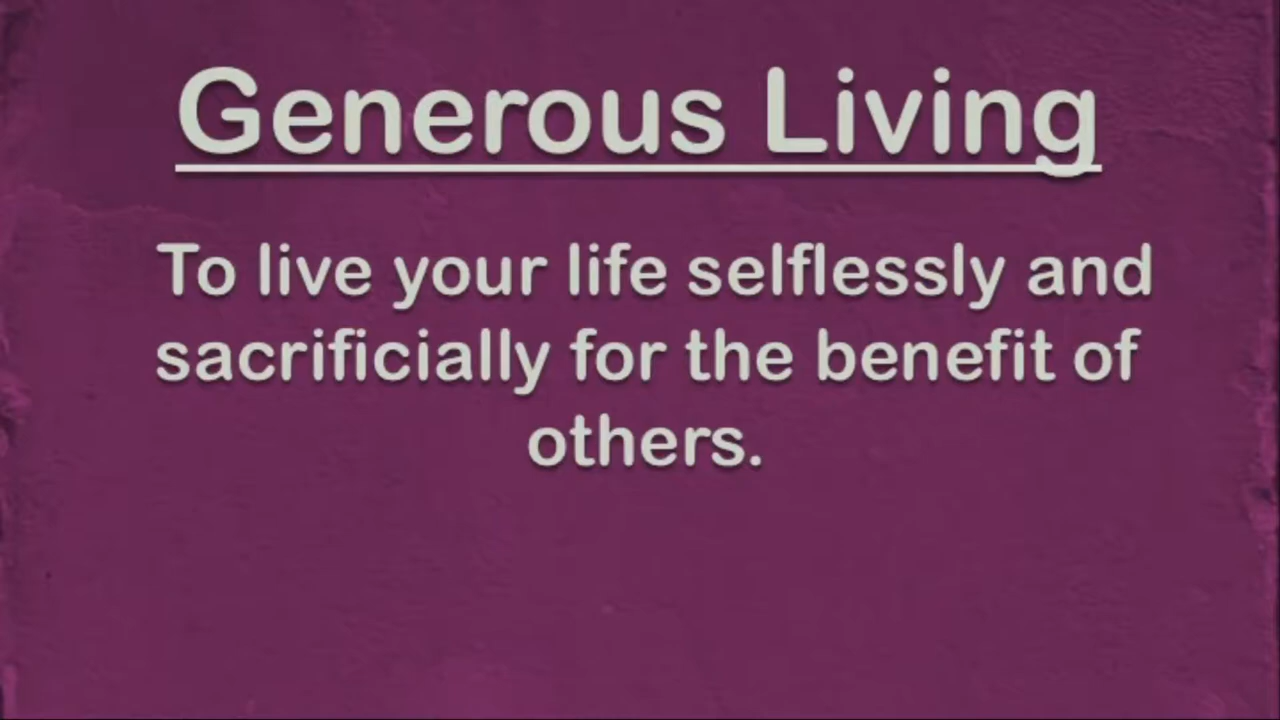 Generous Living
To live your life selflessly and
sacrificially for the benefit of
others.